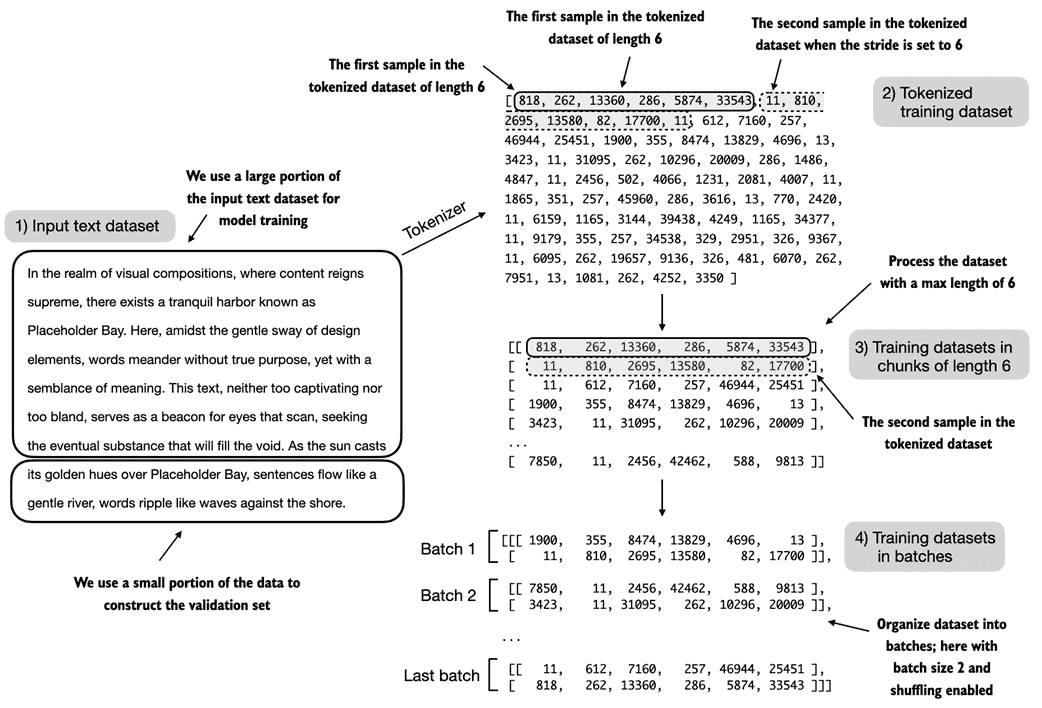 The first sample in the tokenized
dataset of length 6
The second sample in the tokenized
dataset when the stride is set to 6
The first sample in the
tokenized dataset of length 6
2) Tokenized
training dataset
[ 818, 262, 13360, 286, 5874, 33543, 11, 810,
2695, 13580, 82, 17700, 11, 612, 7160, 257,
46944, 25451, 1900, 355, 8474, 13829, 4696, 13,
3423, 11, 31095, 262, 10296, 20009, 286, 1486,
4847, 11, 2456, 502, 4066, 1231, 2081, 4007, 11,
1865, 351, 257, 45960, 286, 3616, 13, 770, 2420,
11, 6159, 1165, 3144, 39438, 4249, 1165, 34377,
11, 9179, 355, 257, 34538, 329, 2951, 326, 9367,
11, 6095, 262, 19657, 9136, 326, 481, 6070, 262,
7951, 13, 1081, 262, 4252, 3350 ]
We use a large portion of
the input text dataset for
model training
1) Input text dataset
Tokenizer
In the realm of visual compositions, where content reigns
supreme, there exists a tranquil harbor known as
Placeholder Bay. Here, amidst the gentle sway of design
elements, words meander without true purpose, yet with a
semblance of meaning. This text, neither too captivating nor
too bland, serves as a beacon for eyes that scan, seeking
the eventual substance that will fill the void. As the sun casts
its golden hues over Placeholder Bay, sentences flow like a
gentle river, words ripple like waves against the shore.
We use a small portion of the data to
construct the validation set
Process the dataset
with a max length of 6
[[ 818, 262, 13360, 286, 5874, 33543 ],
[ 11, 810, 2695, 13580, 82, 17700 ],
[ 11, 612, 7160, 257, 46944, 25451 ],
[ 1900, 355, 8474, 13829, 4696, 13 ],
[ 3423, 11, 31095, 262, 10296, 20009 ],
...
[ 7850, 11, 2456, 42462, 588, 9813 ]]
3) Training datasets in
chunks of length 6
The second sample in the
tokenized dataset
Batch 1
[[[ 1900, 355, 8474, 13829, 4696, 13 ],
[ 11, 810, 2695, 13580, 82, 17700 ]],
Batch 2
[[ 7850, 11, 2456, 42462, 588, 9813 ],
[ 3423, 11, 31095, 262, 10296, 20009 ]],
...
Last batch
[[ 11, 612, 7160, 257, 46944, 25451 ],
[ 818, 262, 13360, 286, 5874, 33543 ]]]
4) Training datasets
in batches
Organize dataset into
batches; here with
batch size 2 and
shuffling enabled